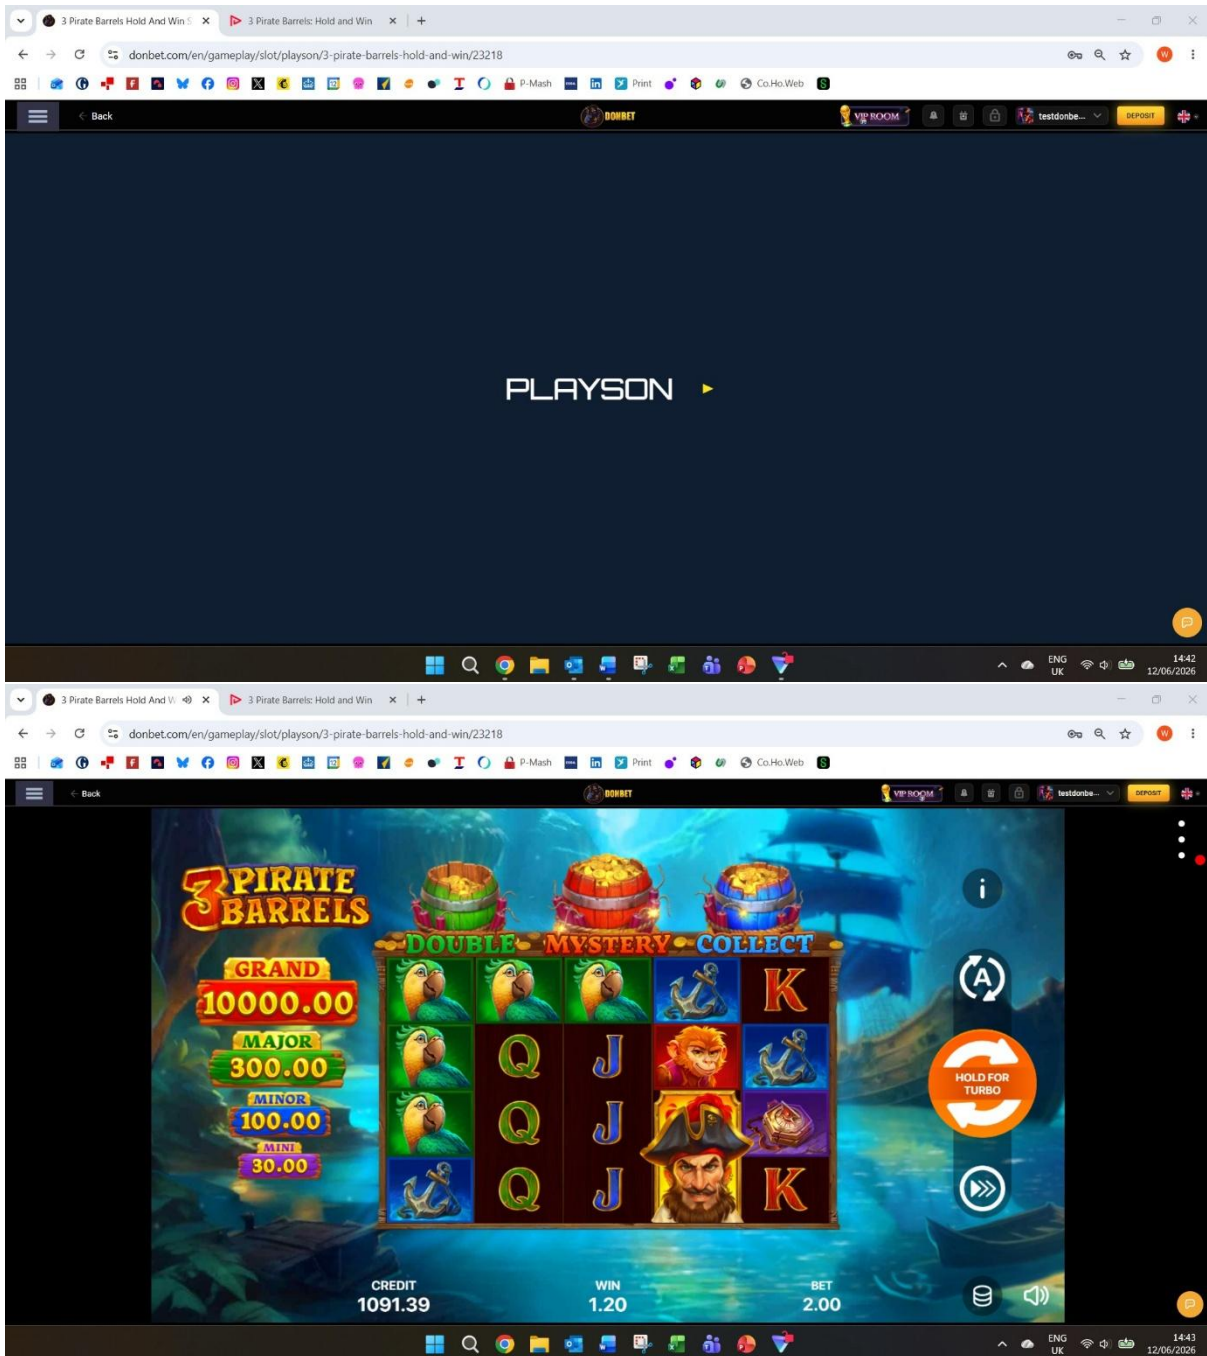 3 Pirate Barrels Hold And Win S
3 Pirate Barrels: Hold and Win
donbet.com/en/gameplay/slot/playson/3-pirate-barrels-hold-and-win/23218
P-Mash
Print
Co.Ho.Web
Back
DONBET
VIP ROOM
testdonbe...
DEPOSIT
PLAYSON
ENG
UK
14:42
12/06/2026
3 Pirate Barrels Hold And W
3 Pirate Barrels: Hold and Win
donbet.com/en/gameplay/slot/playson/3-pirate-barrels-hold-and-win/23218
P-Mash
Print
Co.Ho.Web
Back
DONBET
VIP ROOM
testdonbe...
DEPOSIT
3 PIRATE
BARRELS
DOUBLE MYSTERY COLLECT
GRAND
10000.00
MAJOR
300.00
MINOR
100.00
MINI
30.00
K
Q J
Q J
Q J K
i
A
HOLD FOR
TURBO
CREDIT
1091.39
WIN
1.20
BET
2.00
ENG
UK
14:43
12/06/2026